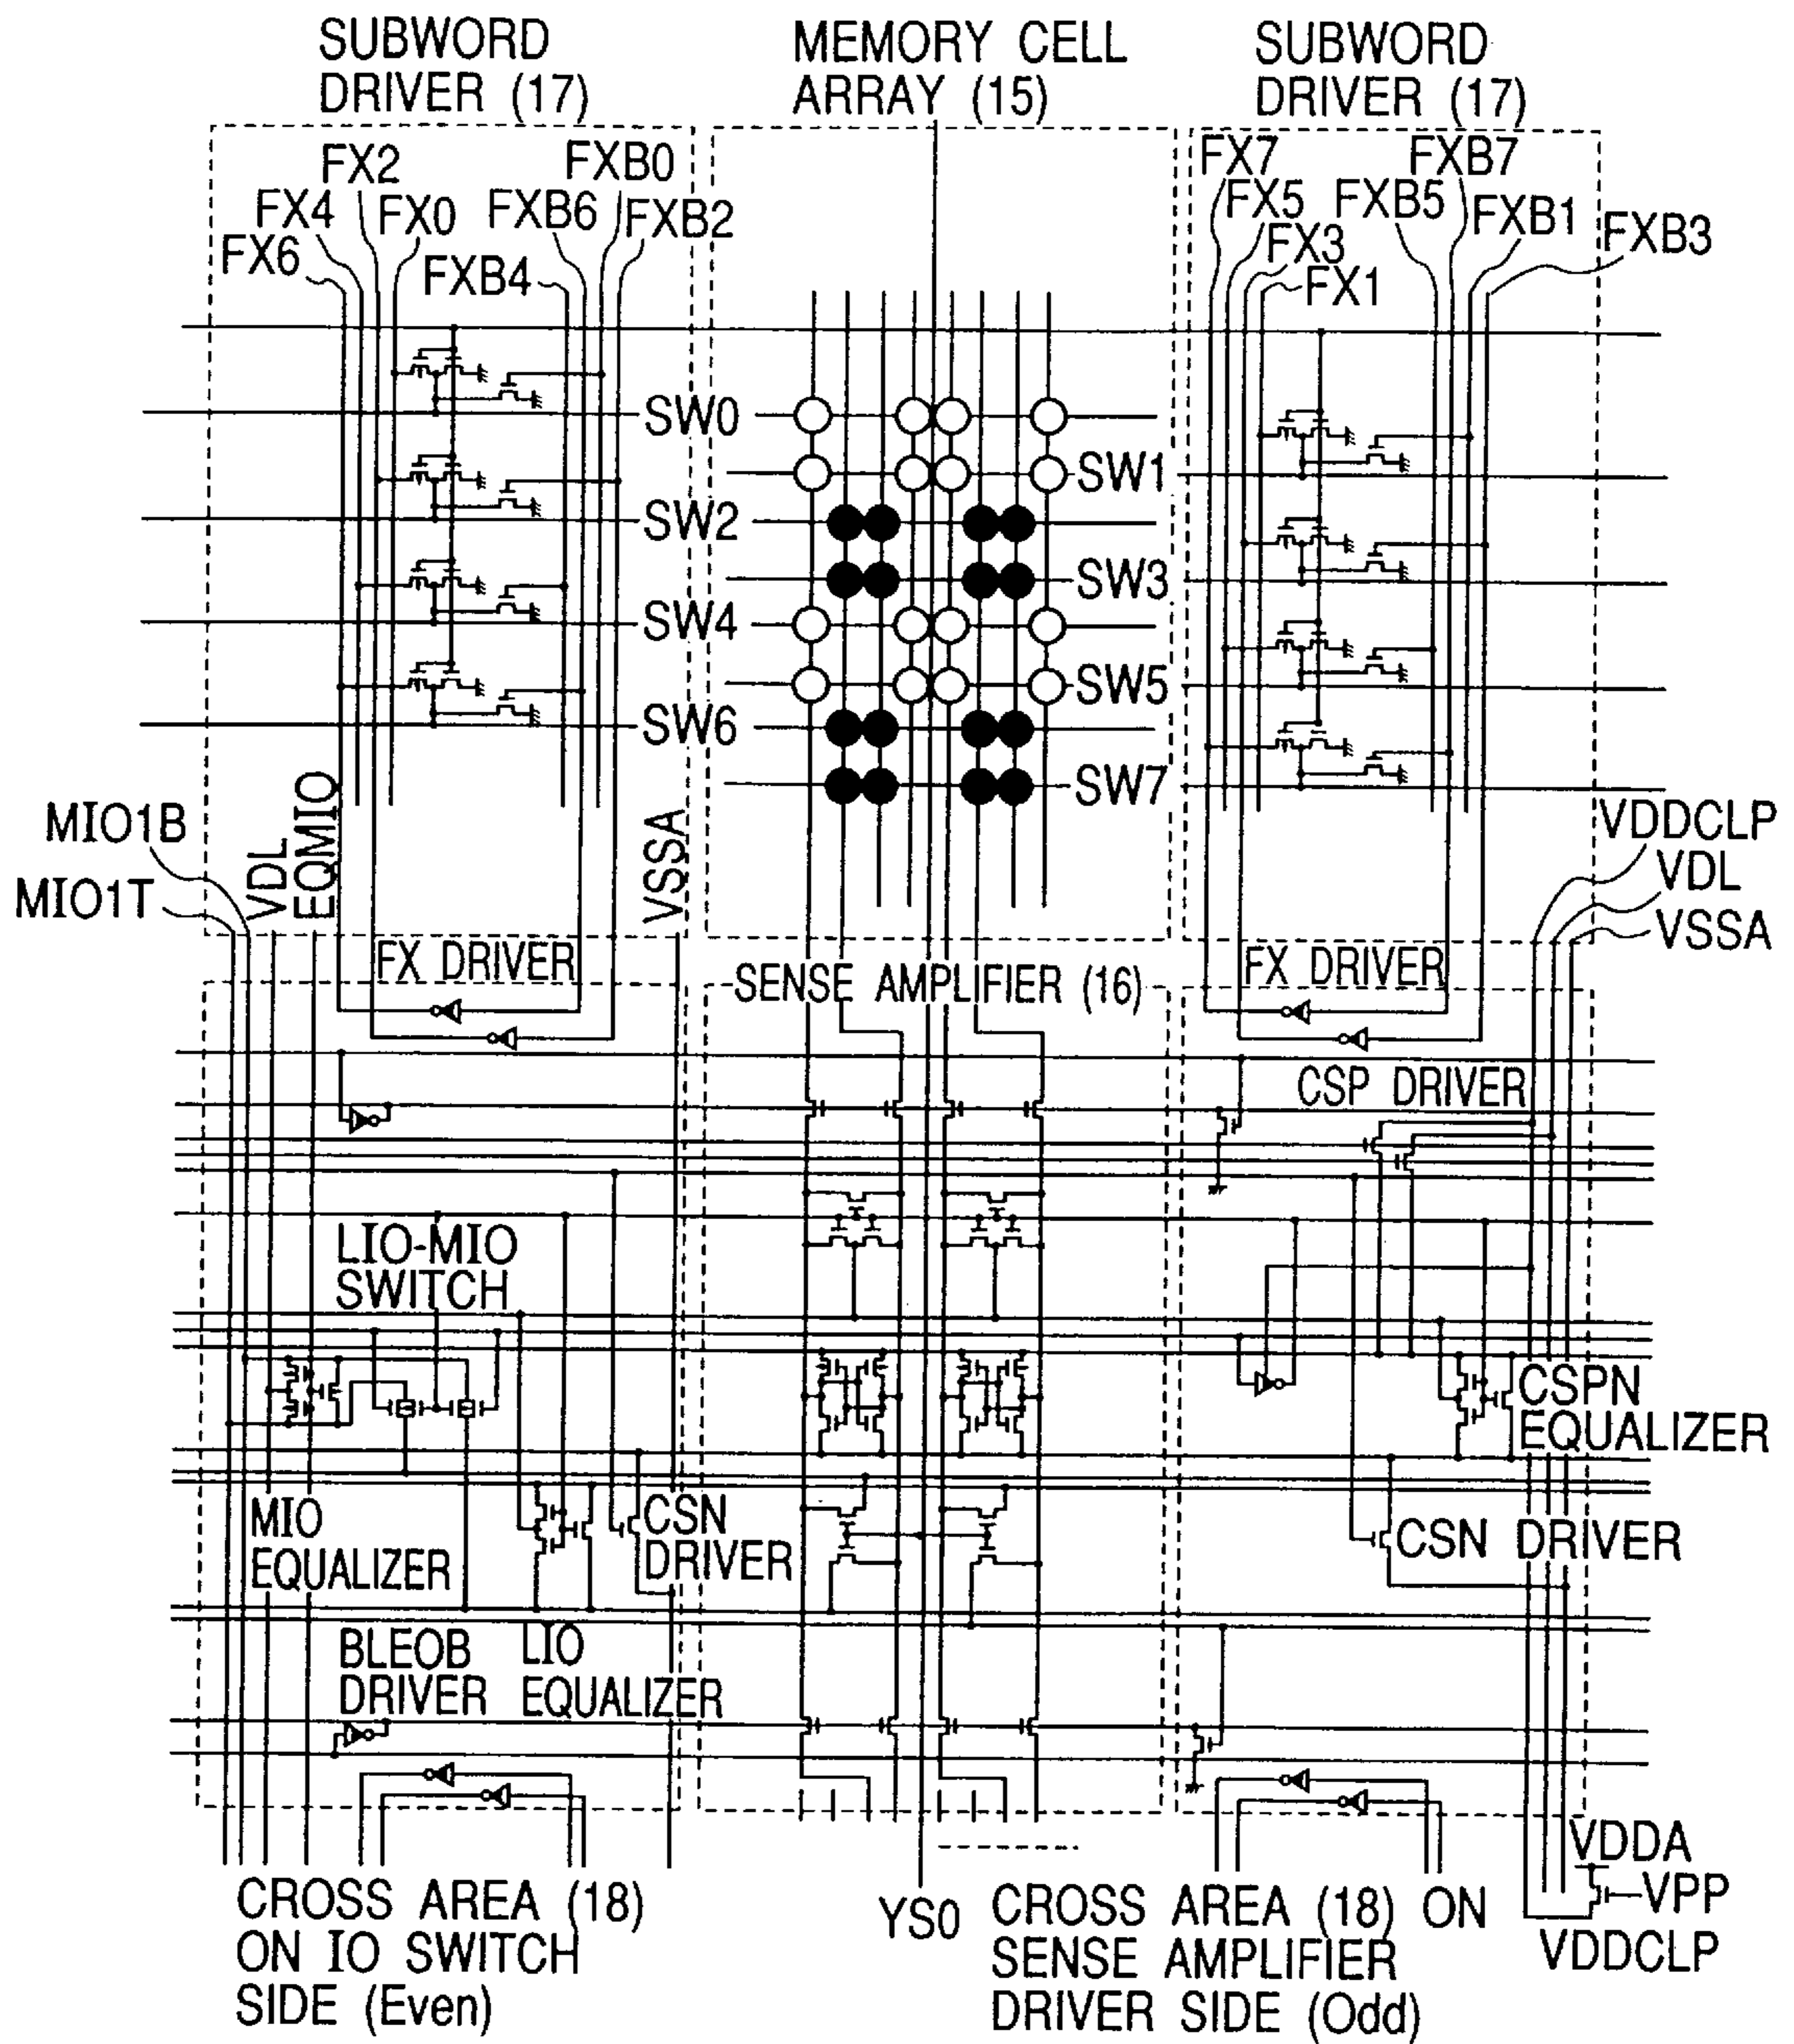 SUBWORD
DRIVER (17)
MEMORY CELL
ARRAY (15)
SUBWORD
DRIVER (17)
FX2
FXB0
FX4
FX0
FXB6
FXB2
FX6
FXB4
FX7
FXB7
FX5
FXB5
FXB1
FX3
FXB3
FX1
SW0
SW1
SW2
SW3
SW4
SW5
SW6
SW7
MIO1B
MIO1T
VDL
EQMIO
VSSA
VDDCLP
VDL
VSSA
FX DRIVER
SENSE AMPLIFIER (16)
FX DRIVER
CSP DRIVER
LIO-MIO
SWITCH
CSPN
EQUALIZER
MIO
EQUALIZER
CSN
DRIVER
CSN DRIVER
BLEOB
DRIVER
LIO
EQUALIZER
VDDA
VPP
VDDCLP
CROSS AREA (18)
ON IO SWITCH
SIDE (Even)
YS0
CROSS AREA (18) ON
SENSE AMPLIFIER
DRIVER SIDE (Odd)